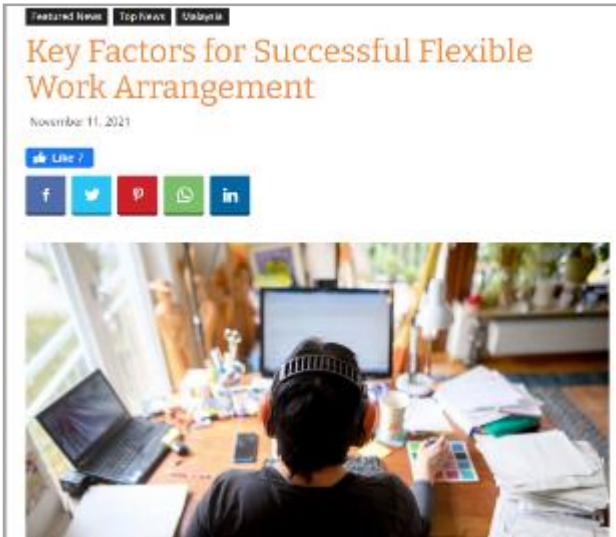 Featured News Top News Malaysia
Key Factors for Successful Flexible
Work Arrangement
November 11, 2021
Like 7